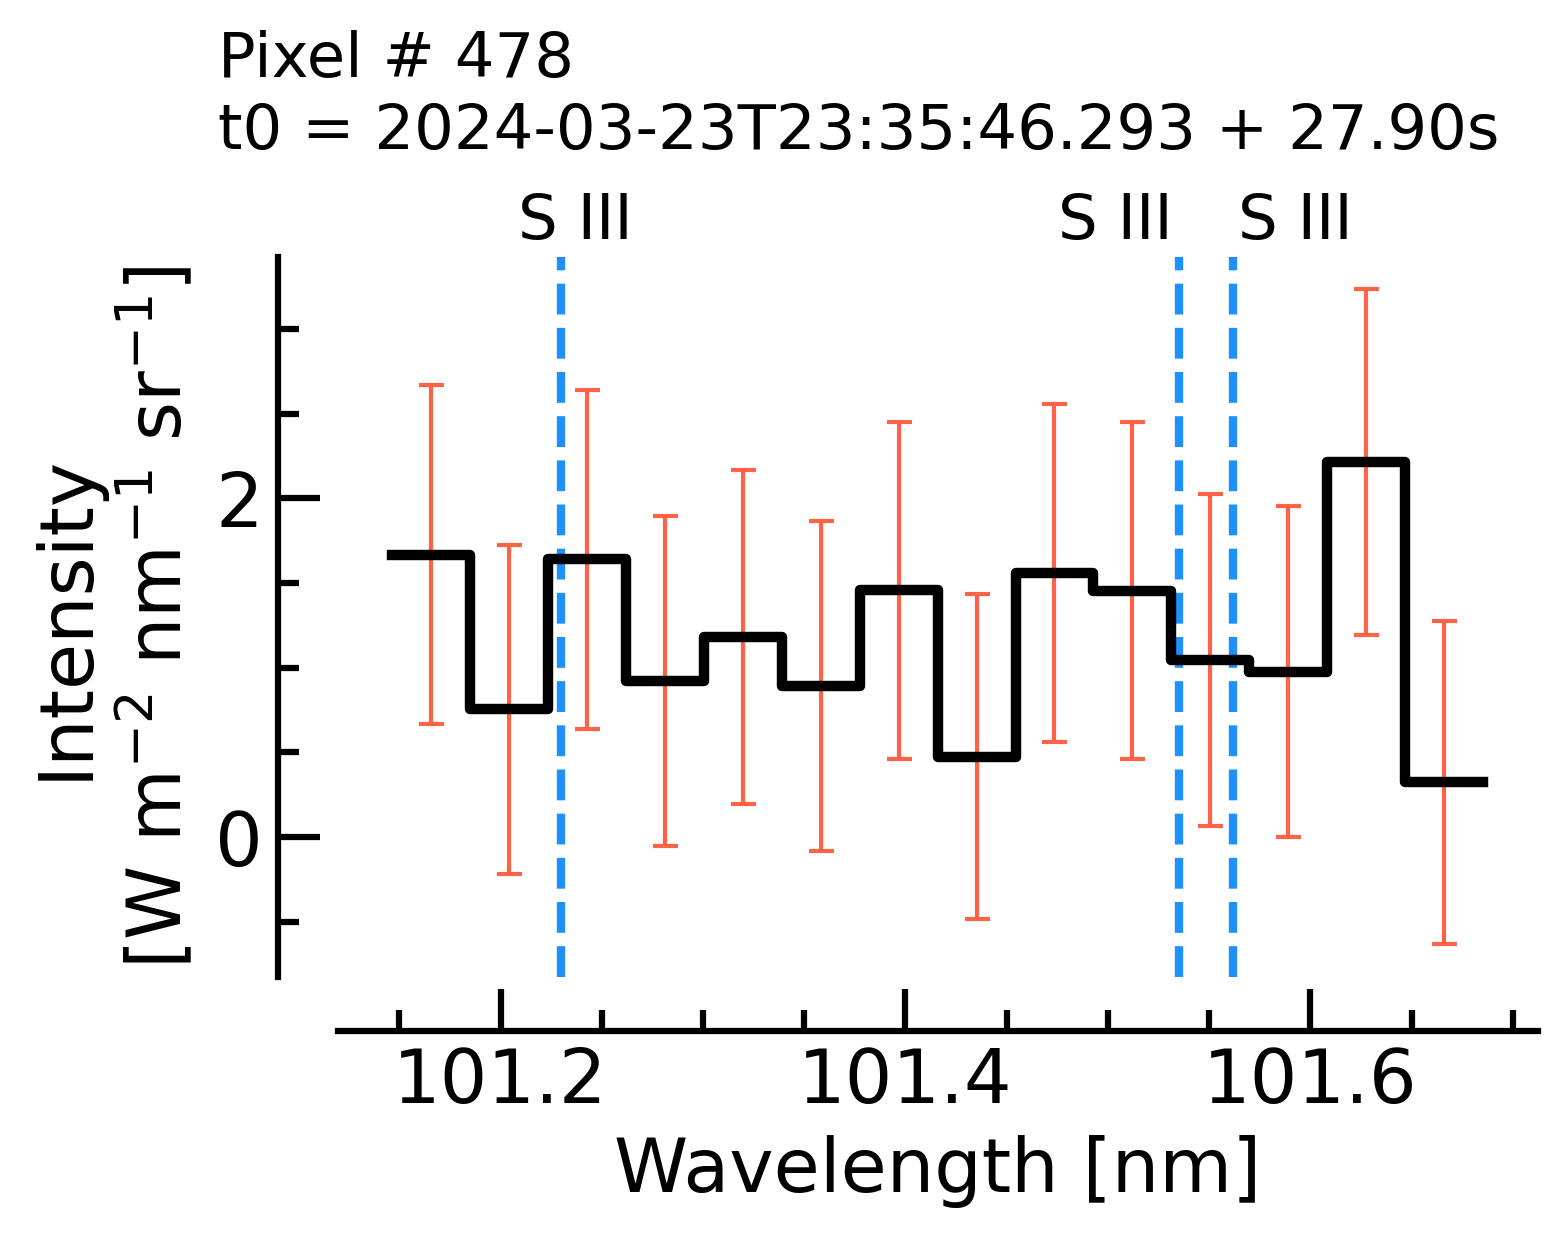 Pixel # 478
t0 = 2024-03-23T23:35:46.293 + 27.90s
S III S III S III
Intensity
[W m⁻² nm⁻¹ sr⁻¹]
2
0
101.2 101.4 101.6
Wavelength [nm]